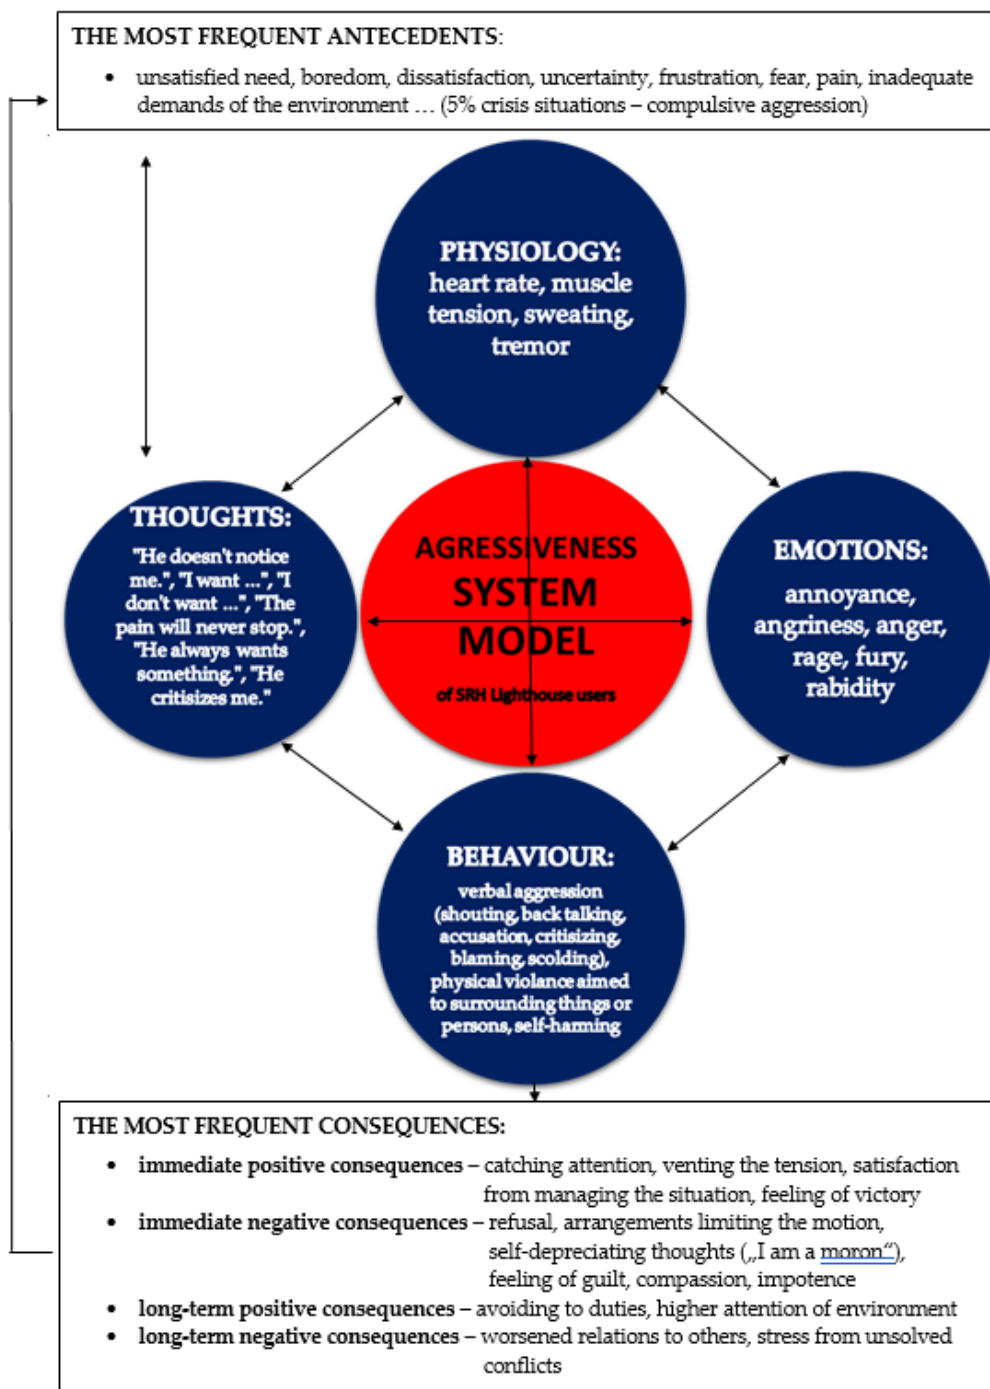 THE MOST FREQUENT ANTECEDENTS:
• unsatisfied need, boredom, dissatisfaction, uncertainty, frustration, fear, pain, inadequate
demands of the environment … (5% crisis situations – compulsive aggression)
PHYSIOLOGY:
heart rate, muscle
tension, sweating,
tremor
THOUGHTS:
"He doesn't notice
me.", "I want ...", "I
don't want ...", "The
pain will never stop.",
"He always wants
something.", "He
critisizes me."
AGRESSIVENESS
SYSTEM
MODEL
of SRH Lighthouse users
EMOTIONS:
annoyance,
angriness, anger,
rage, fury,
rabidity
BEHAVIOUR:
verbal aggression
(shouting, back talking,
accusation, critisizing,
blaming, scolding),
physical violance aimed
to surrounding things or
persons, self-harming
THE MOST FREQUENT CONSEQUENCES:
• immediate positive consequences – catching attention, venting the tension, satisfaction
from managing the situation, feeling of victory
• immediate negative consequences – refusal, arrangements limiting the motion,
self-depreciating thoughts („I am a moron“),
feeling of guilt, compassion, impotence
• long-term positive consequences – avoiding to duties, higher attention of environment
• long-term negative consequences – worsened relations to others, stress from unsolved
conflicts